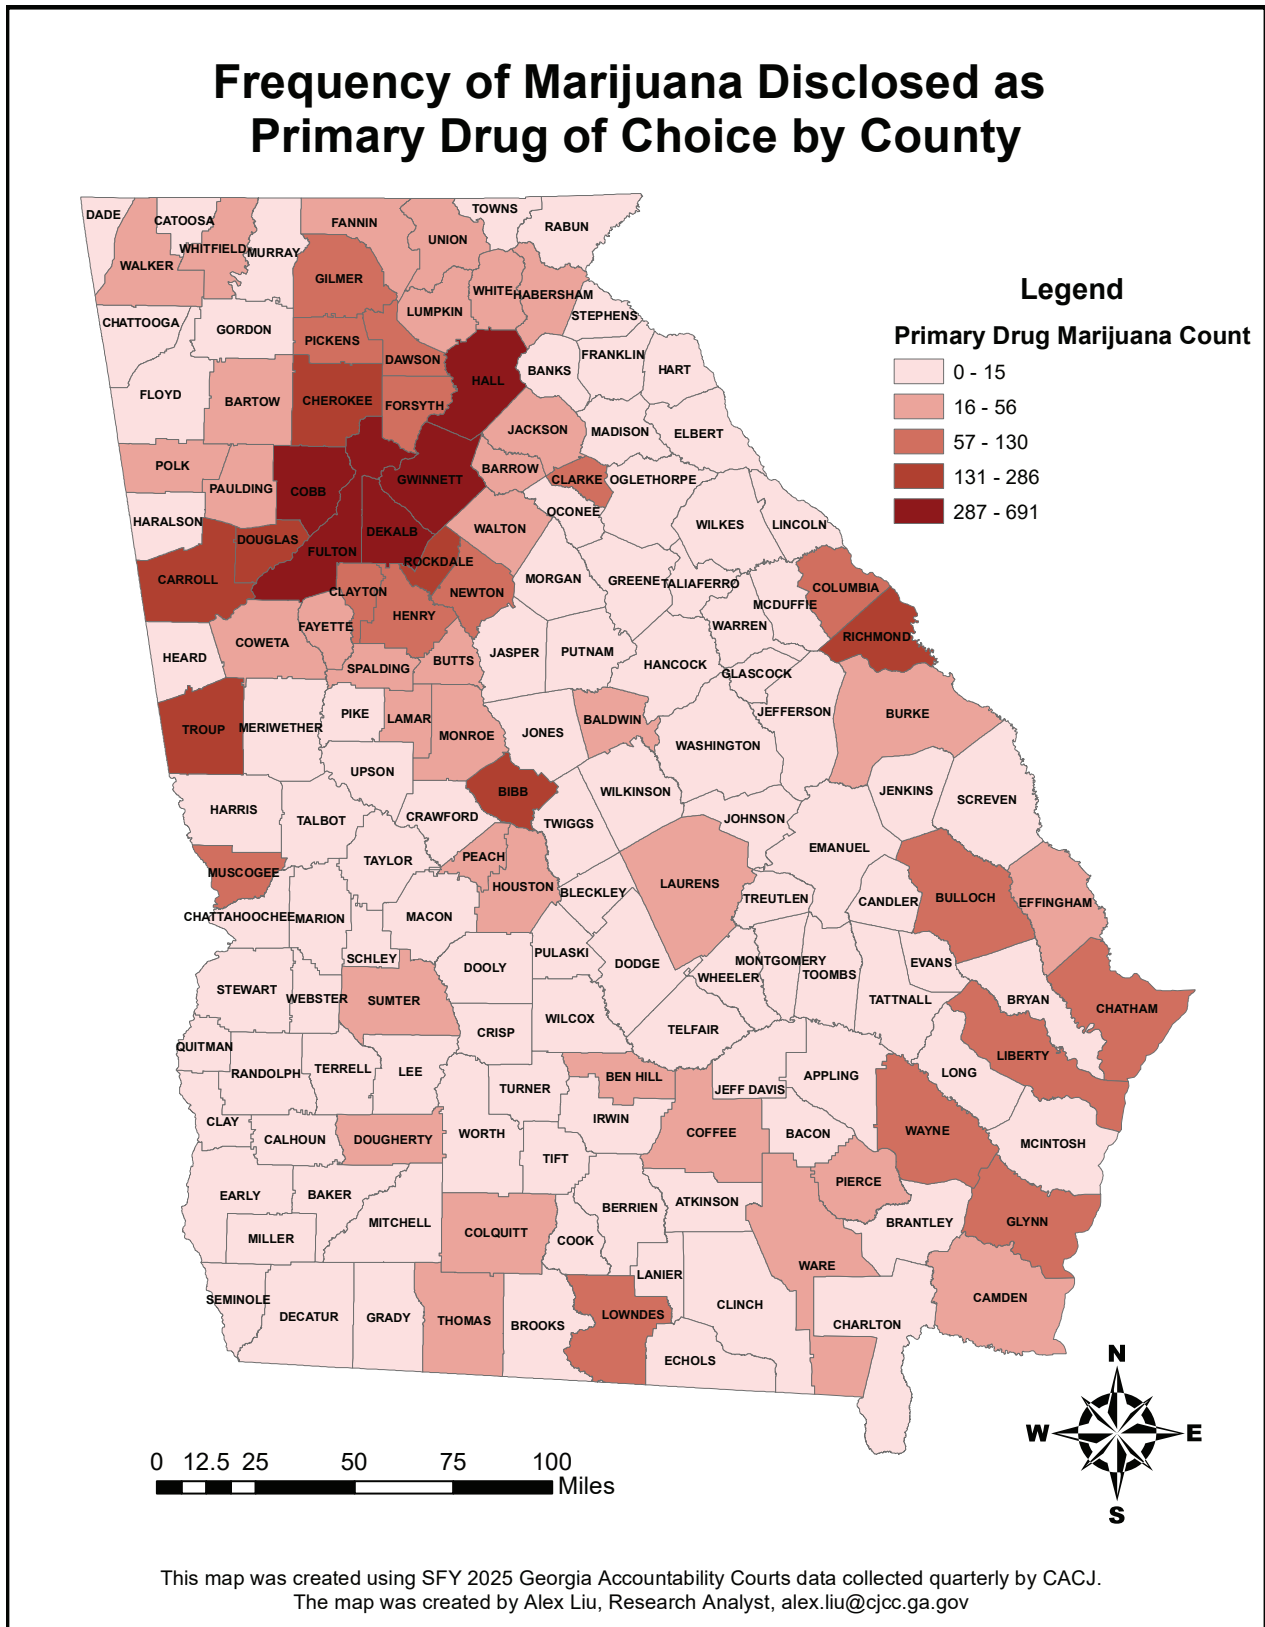 Frequency of Marijuana Disclosed as
Primary Drug of Choice by County
DADE
CATOOSA
WHITFIELD
MURRAY
WALKER
FANNIN
UNION
TOWNS
RABUN
GILMER
WHITE
HABERSHAM
STEPHENS
LUMPKIN
CHATTOOGA
GORDON
PICKENS
DAWSON
HALL
BANKS
FRANKLIN
HART
FLOYD
BARTOW
CHEROKEE
FORSYTH
JACKSON
MADISON
ELBERT
POLK
PAULDING
COBB
GWINNETT
BARROW
CLARKE
OGLETHORPE
OCONEE
HARALSON
DOUGLAS
FULTON
DEKALB
ROCKDALE
WALTON
WILKES
LINCOLN
CARROLL
CLAYTON
HENRY
NEWTON
MORGAN
GREENE
TALIAFERRO
MCDUFFIE
COLUMBIA
WARREN
RICHMOND
HEARD
COWETA
FAYETTE
SPALDING
BUTTS
JASPER
PUTNAM
HANCOCK
GLASCOCK
JEFFERSON
BURKE
TROUP
MERIWETHER
PIKE
LAMAR
MONROE
JONES
BALDWIN
WASHINGTON
UPSON
BIBB
WILKINSON
JENKINS
SCREVEN
HARRIS
TALBOT
CRAWFORD
TWIGGS
JOHNSON
EMANUEL
MUSCOGEE
TAYLOR
PEACH
HOUSTON
BLECKLEY
LAURENS
TREUTLEN
CANDLER
BULLOCH
EFFINGHAM
CHATTAHOOCHEE
MARION
MACON
SCHLEY
DOOLY
PULASKI
DODGE
WHEELER
MONTGOMERY
TOOMBS
EVANS
TATTNALL
BRYAN
CHATHAM
STEWART
WEBSTER
SUMTER
CRISP
WILCOX
TELFAIR
LIBERTY
QUITMAN
RANDOLPH
TERRELL
LEE
TURNER
BEN HILL
JEFF DAVIS
APPLING
LONG
IRWIN
CLAY
CALHOUN
DOUGHERTY
WORTH
TIFT
COFFEE
BACON
WAYNE
MCINTOSH
EARLY
BAKER
MITCHELL
MILLER
COLQUITT
COOK
BERRIEN
ATKINSON
PIERCE
BRANTLEY
GLYNN
LANIER
WARE
CAMDEN
SEMINOLE
DECATUR
GRADY
THOMAS
BROOKS
LOWNDES
CLINCH
CHARLTON
ECHOLS
Legend
Primary Drug Marijuana Count
0 - 15
16 - 56
57 - 130
131 - 286
287 - 691
N
W
E
S
0 12.5 25 50 75 100
Miles
This map was created using SFY 2025 Georgia Accountability Courts data collected quarterly by CACJ.
The map was created by Alex Liu, Research Analyst, alex.liu@cjcc.ga.gov